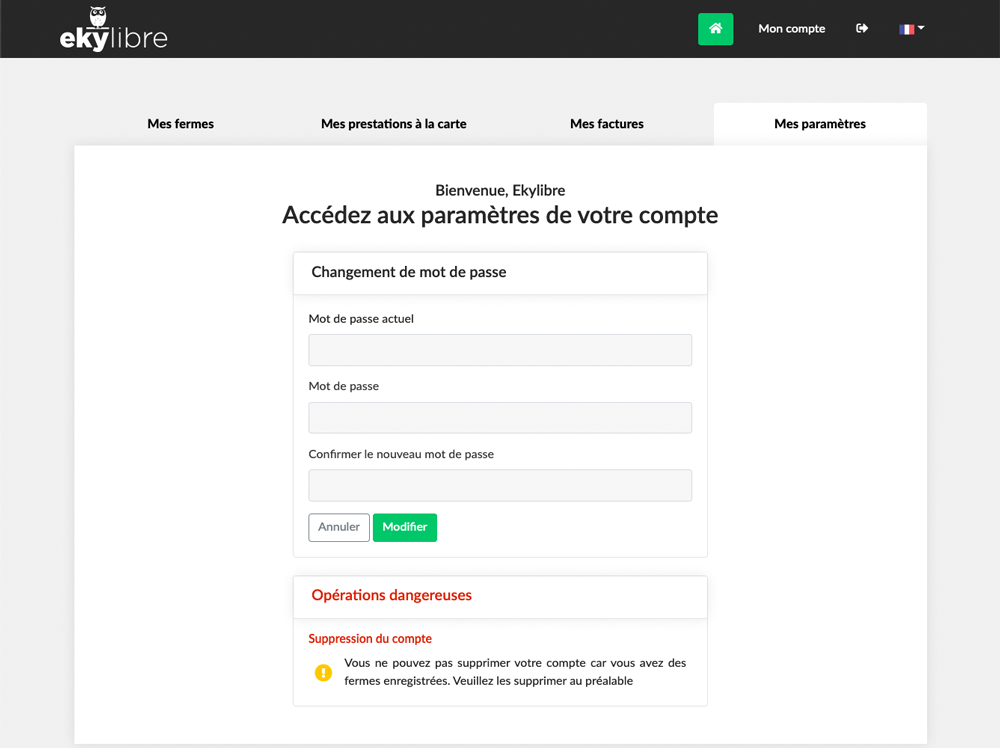 ekylibre
Mon compte
Mes fermes
Mes prestations à la carte
Mes factures
Mes paramètres
Bienvenue, Ekylibre
Accédez aux paramètres de votre compte
Changement de mot de passe
Mot de passe actuel
Mot de passe
Confirmer le nouveau mot de passe
Annuler
Modifier
Opérations dangereuses
Suppression du compte
Vous ne pouvez pas supprimer votre compte car vous avez des
fermes enregistrées. Veuillez les supprimer au préalable